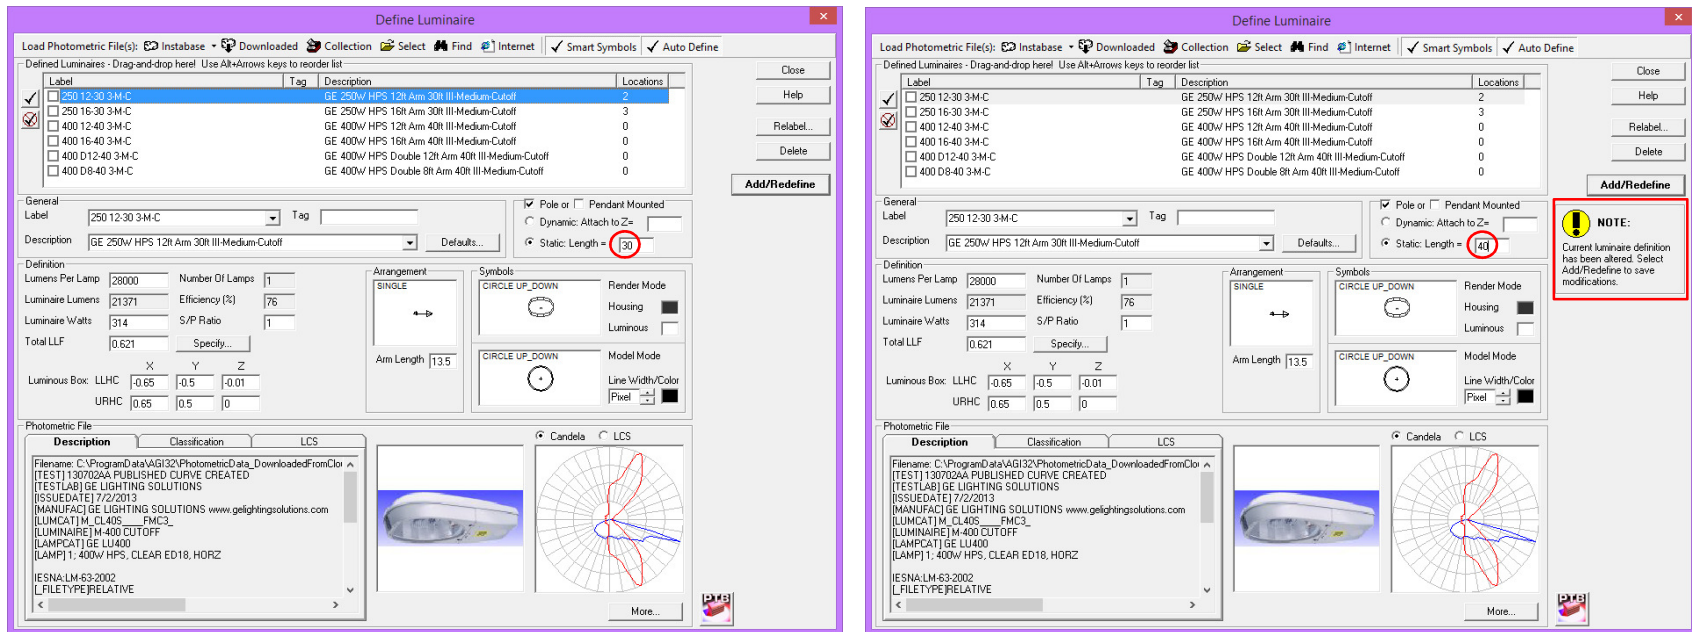 Define Luminaire
Load Photometric File(s): Instabase Downloaded Collection Select Find Internet Smart Symbols Auto Define
Defined Luminaires - Drag-and-drop here! Use Alt+Arrows keys to reorder list
Label Tag Description Locations
250 12-30 3-M-C GE 250W HPS 12ft Arm 30ft III-Medium-Cutoff 2
250 16-30 3-M-C GE 250W HPS 16ft Arm 30ft III-Medium-Cutoff 3
400 12-40 3-M-C GE 400W HPS 12ft Arm 40ft III-Medium-Cutoff 0
400 16-40 3-M-C GE 400W HPS 16ft Arm 40ft III-Medium-Cutoff 0
400 D12-40 3-M-C GE 400W HPS Double 12ft Arm 40ft III-Medium-Cutoff 0
400 D8-40 3-M-C GE 400W HPS Double 8ft Arm 40ft III-Medium-Cutoff 0
Close
Help
Relabel...
Delete
Add/Redefine
General
Label 250 12-30 3-M-C Tag
Description GE 250W HPS 12ft Arm 30ft III-Medium-Cutoff Defaults...
Pole or Pendant Mounted
Dynamic: Attach to Z=
Static: Length = 30
Definition
Lumens Per Lamp 28000 Number Of Lamps 1
Luminaire Lumens 21371 Efficiency (%) 76
Luminaire Watts 314 S/P Ratio 1
Total LLF 0.621 Specify...
X Y Z
Luminous Box: LLHC -0.65 -0.5 -0.01
URHC 0.65 0.5 0
Arrangement
SINGLE
Arm Length 13.5
Symbols
CIRCLE UP_DOWN
Render Mode
Housing
Luminous
CIRCLE UP_DOWN
Model Mode
Line Width/Color
Pixel
Photometric File
Description Classification LCS
Candela LCS
Filename: C:\ProgramData\AGI32\PhotometricData_DownloadedFromClou
[TEST] 130702AA PUBLISHED CURVE CREATED
[TESTLAB] GE LIGHTING SOLUTIONS
[ISSUEDATE] 7/2/2013
[MANUFAC] GE LIGHTING SOLUTIONS www.gelightingsolutions.com
[LUMCAT] M_CL40S____FMC3_
[LUMINAIRE] M-400 CUTOFF
[LAMPCAT] GE LU400
[LAMP] 1; 400W HPS, CLEAR ED18, HORZ
IESNA:LM-63-2002
[_FILETYPE]RELATIVE
More...
PTB
Define Luminaire
Load Photometric File(s): Instabase Downloaded Collection Select Find Internet Smart Symbols Auto Define
Defined Luminaires - Drag-and-drop here! Use Alt+Arrows keys to reorder list
Label Tag Description Locations
250 12-30 3-M-C GE 250W HPS 12ft Arm 30ft III-Medium-Cutoff 2
250 16-30 3-M-C GE 250W HPS 16ft Arm 30ft III-Medium-Cutoff 3
400 12-40 3-M-C GE 400W HPS 12ft Arm 40ft III-Medium-Cutoff 0
400 16-40 3-M-C GE 400W HPS 16ft Arm 40ft III-Medium-Cutoff 0
400 D12-40 3-M-C GE 400W HPS Double 12ft Arm 40ft III-Medium-Cutoff 0
400 D8-40 3-M-C GE 400W HPS Double 8ft Arm 40ft III-Medium-Cutoff 0
Close
Help
Relabel...
Delete
Add/Redefine
General
Label 250 12-30 3-M-C Tag
Description GE 250W HPS 12ft Arm 30ft III-Medium-Cutoff Defaults...
Pole or Pendant Mounted
Dynamic: Attach to Z=
Static: Length = 40
NOTE:
Current luminaire definition
has been altered. Select
Add/Redefine to save
modifications.
Definition
Lumens Per Lamp 28000 Number Of Lamps 1
Luminaire Lumens 21371 Efficiency (%) 76
Luminaire Watts 314 S/P Ratio 1
Total LLF 0.621 Specify...
X Y Z
Luminous Box: LLHC -0.65 -0.5 -0.01
URHC 0.65 0.5 0
Arrangement
SINGLE
Arm Length 13.5
Symbols
CIRCLE UP_DOWN
Render Mode
Housing
Luminous
CIRCLE UP_DOWN
Model Mode
Line Width/Color
Pixel
Photometric File
Description Classification LCS
Candela LCS
Filename: C:\ProgramData\AGI32\PhotometricData_DownloadedFromClou
[TEST] 130702AA PUBLISHED CURVE CREATED
[TESTLAB] GE LIGHTING SOLUTIONS
[ISSUEDATE] 7/2/2013
[MANUFAC] GE LIGHTING SOLUTIONS www.gelightingsolutions.com
[LUMCAT] M_CL40S____FMC3_
[LUMINAIRE] M-400 CUTOFF
[LAMPCAT] GE LU400
[LAMP] 1; 400W HPS, CLEAR ED18, HORZ
IESNA:LM-63-2002
[_FILETYPE]RELATIVE
More...
PTB